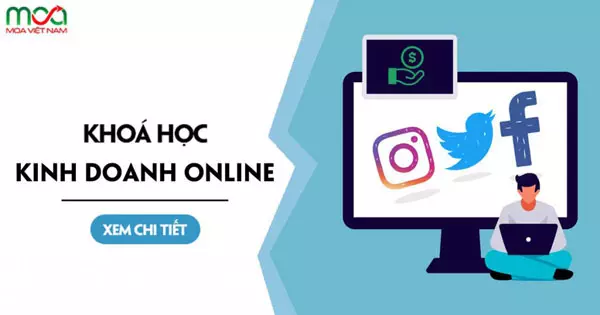 moa
MOA VIỆT NAM
KHOÁ HỌC
KINH DOANH ONLINE
XEM CHI TIẾT
$